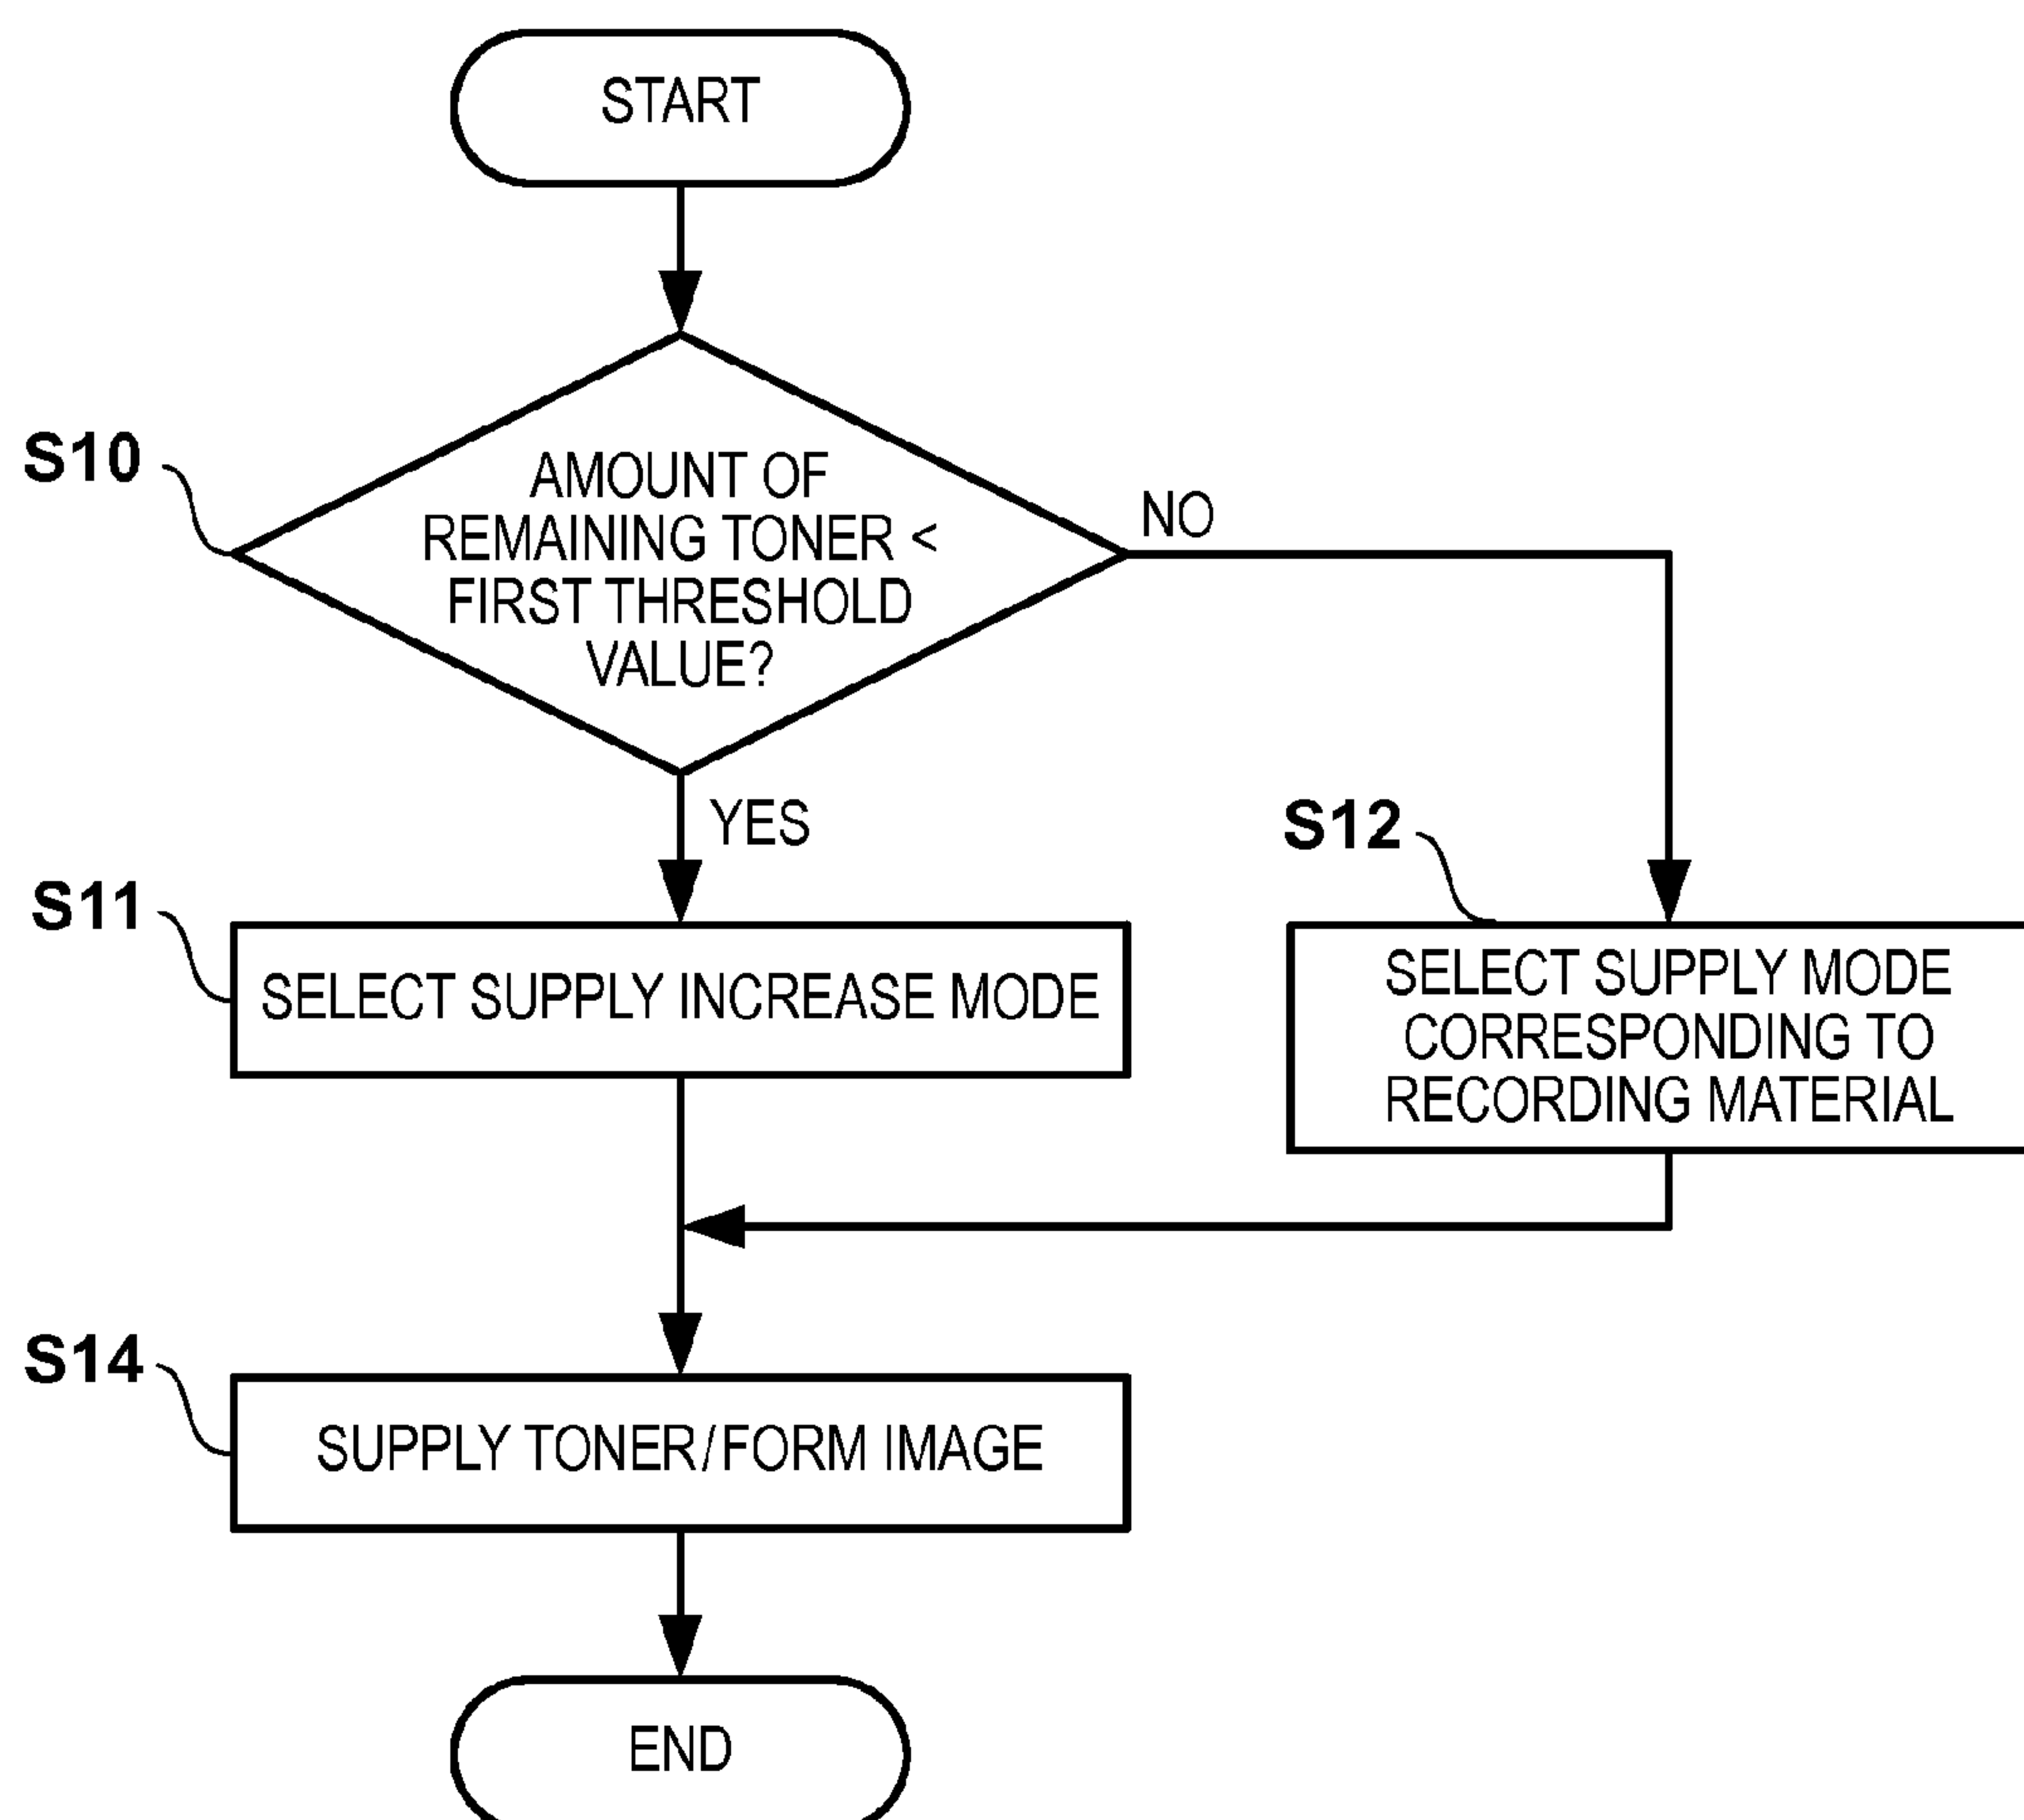 START
S10
AMOUNT OF
REMAINING TONER <
FIRST THRESHOLD
VALUE?
NO
YES
S11
SELECT SUPPLY INCREASE MODE
S12
SELECT SUPPLY MODE
CORRESPONDING TO
RECORDING MATERIAL
S14
SUPPLY TONER/FORM IMAGE
END